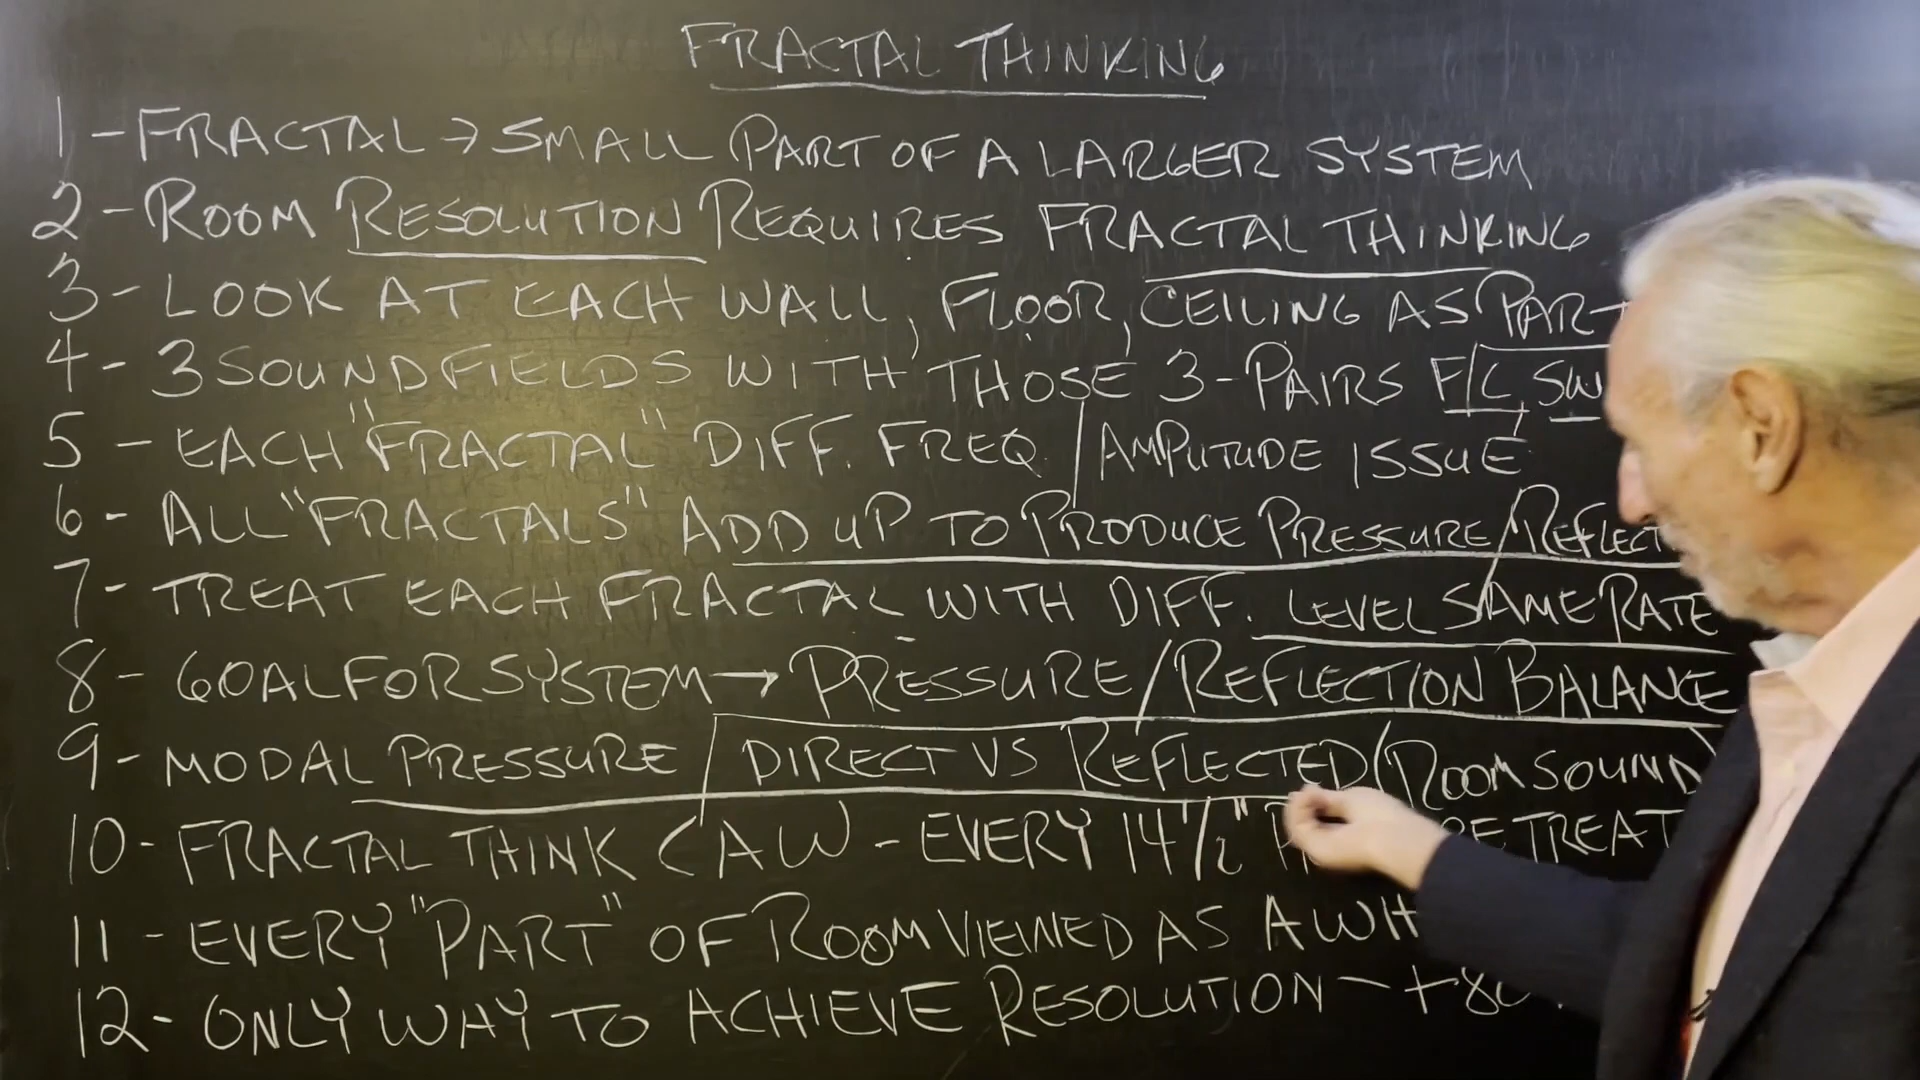 FRACTAL THINKING
1 - FRACTAL → SMALL PART OF A LARGER SYSTEM
2 - ROOM RESOLUTION REQUIRES FRACTAL THINKING
3 - LOOK AT EACH WALL, FLOOR, CEILING AS PART
4 - 3 SOUND FIELDS WITH THOSE 3 - PAIRS F/C, SW
5 - EACH "FRACTAL" DIFF. FREQ / AMPLITUDE ISSUE
6 - ALL "FRACTALS" ADD UP TO PRODUCE PRESSURE/REFLECT
7 - TREAT EACH FRACTAL WITH DIFF. LEVEL SAME RATE
8 - GOAL FOR SYSTEM → PRESSURE/REFLECTION BALANCE
9 - MODAL PRESSURE / DIRECT VS REFLECTED (ROOM SOUND)
10 - FRACTAL THINK CAW - EVERY 14 1/2" TREAT
11 - EVERY "PART" OF ROOM VIEWED AS A WH
12 - ONLY WAY TO ACHIEVE RESOLUTION -